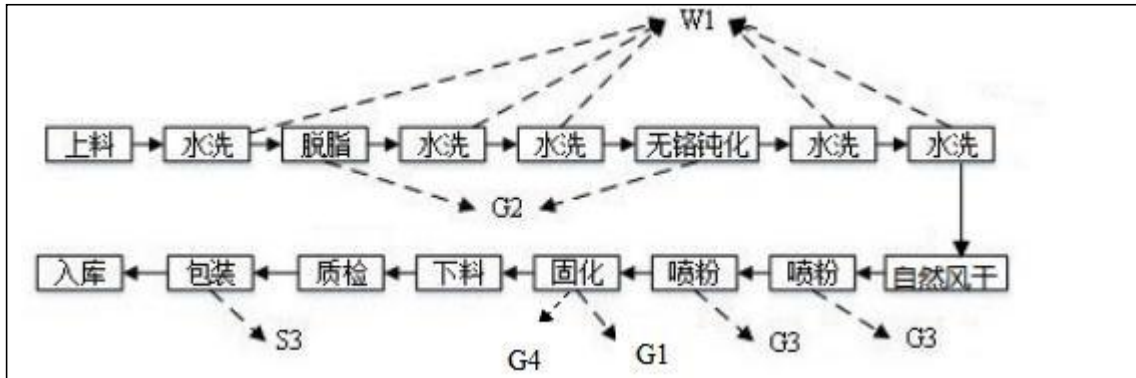 W1
上料 水洗 脱脂 水洗 水洗 无铬钝化 水洗 水洗
G2
入库 包装 质检 下料 固化 喷粉 喷粉 自然风干
S3 G4 G1 G3 G3